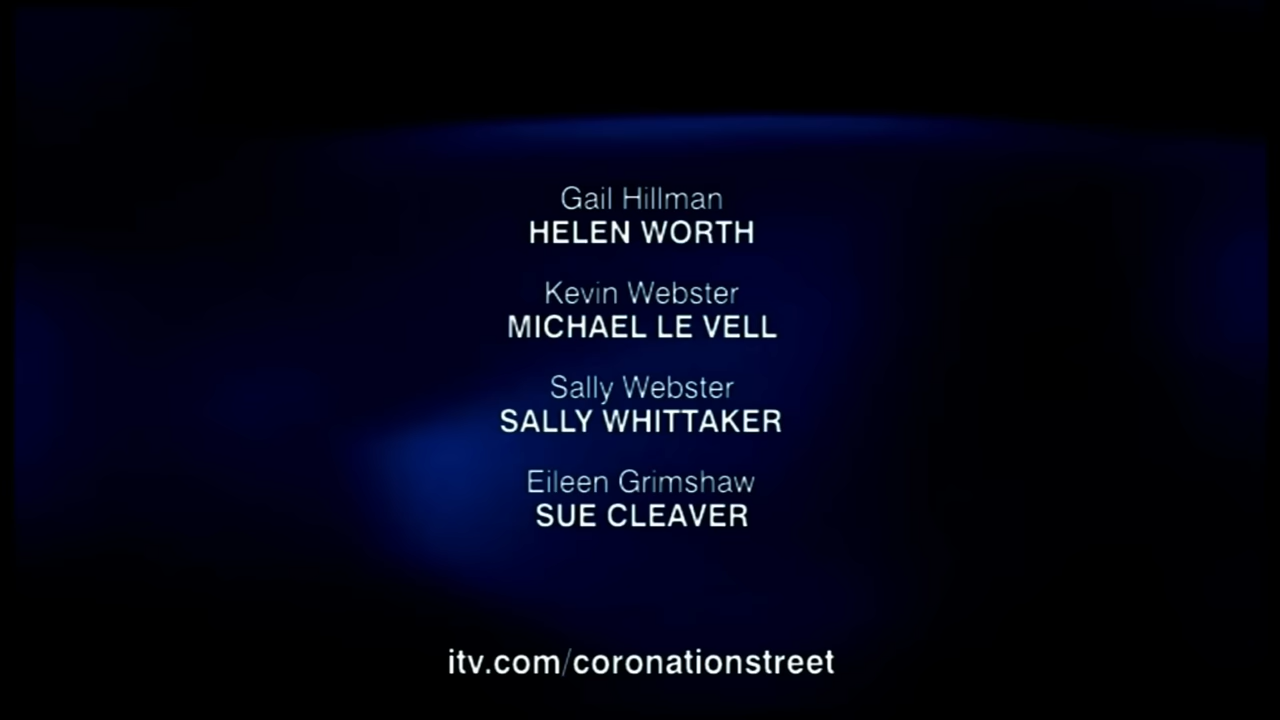 Gail Hillman
HELEN WORTH
Kevin Webster
MICHAEL LE VELL
Sally Webster
SALLY WHITTAKER
Eileen Grimshaw
SUE CLEAVER
itv.com/coronationstreet